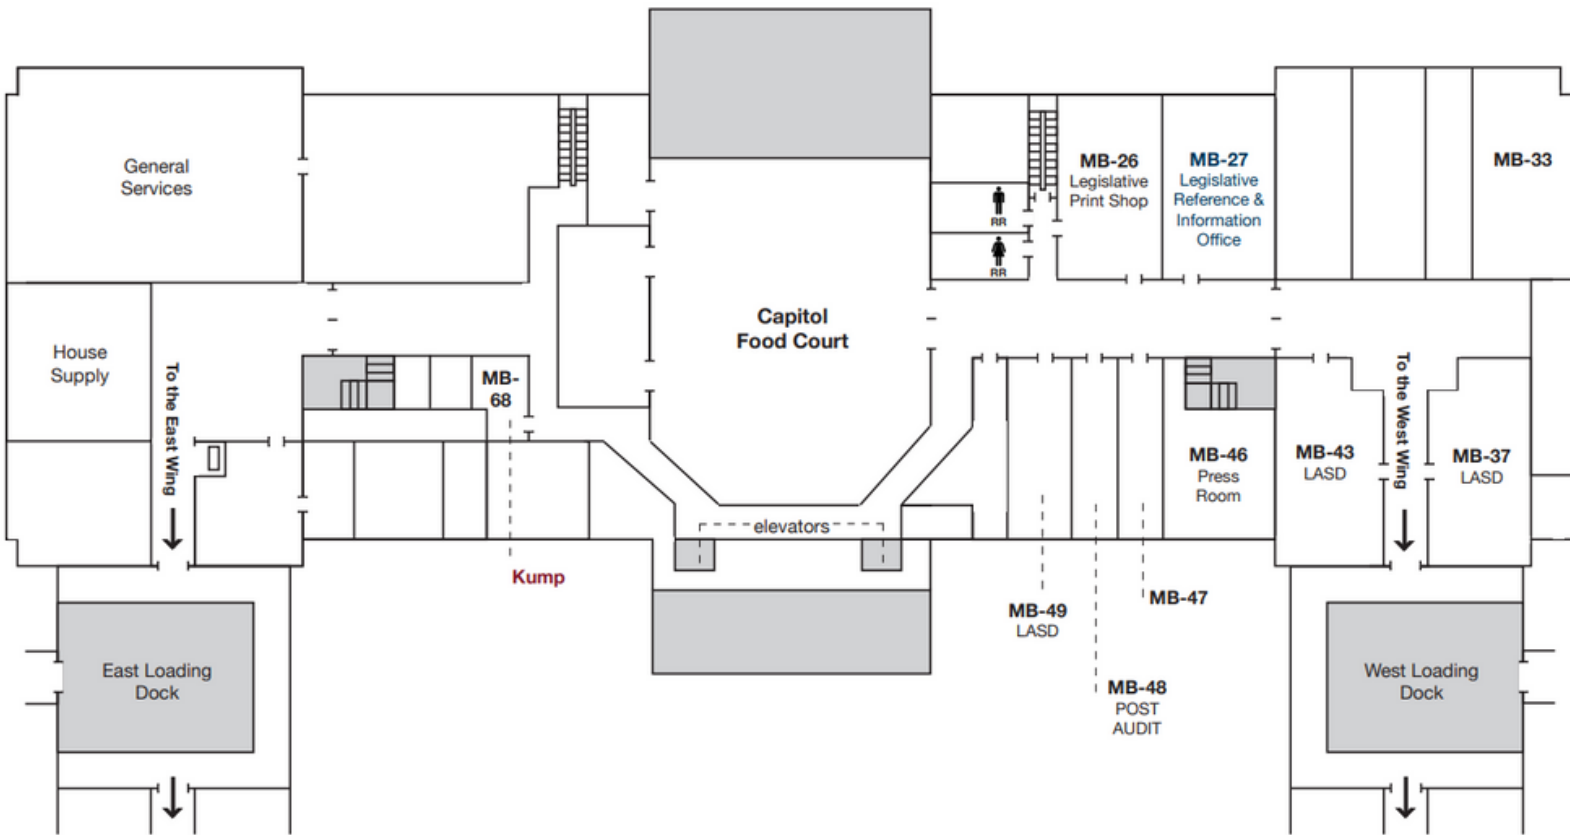 General
Services
House
Supply
To the East Wing
MB-
68
Kump
East Loading
Dock
Capitol
Food Court
elevators
RR
RR
MB-26
Legislative
Print Shop
MB-27
Legislative
Reference &
Information
Office
MB-33
MB-46
Press
Room
MB-43
LASD
To the West Wing
MB-37
LASD
MB-49
LASD
MB-48
POST
AUDIT
MB-47
West Loading
Dock